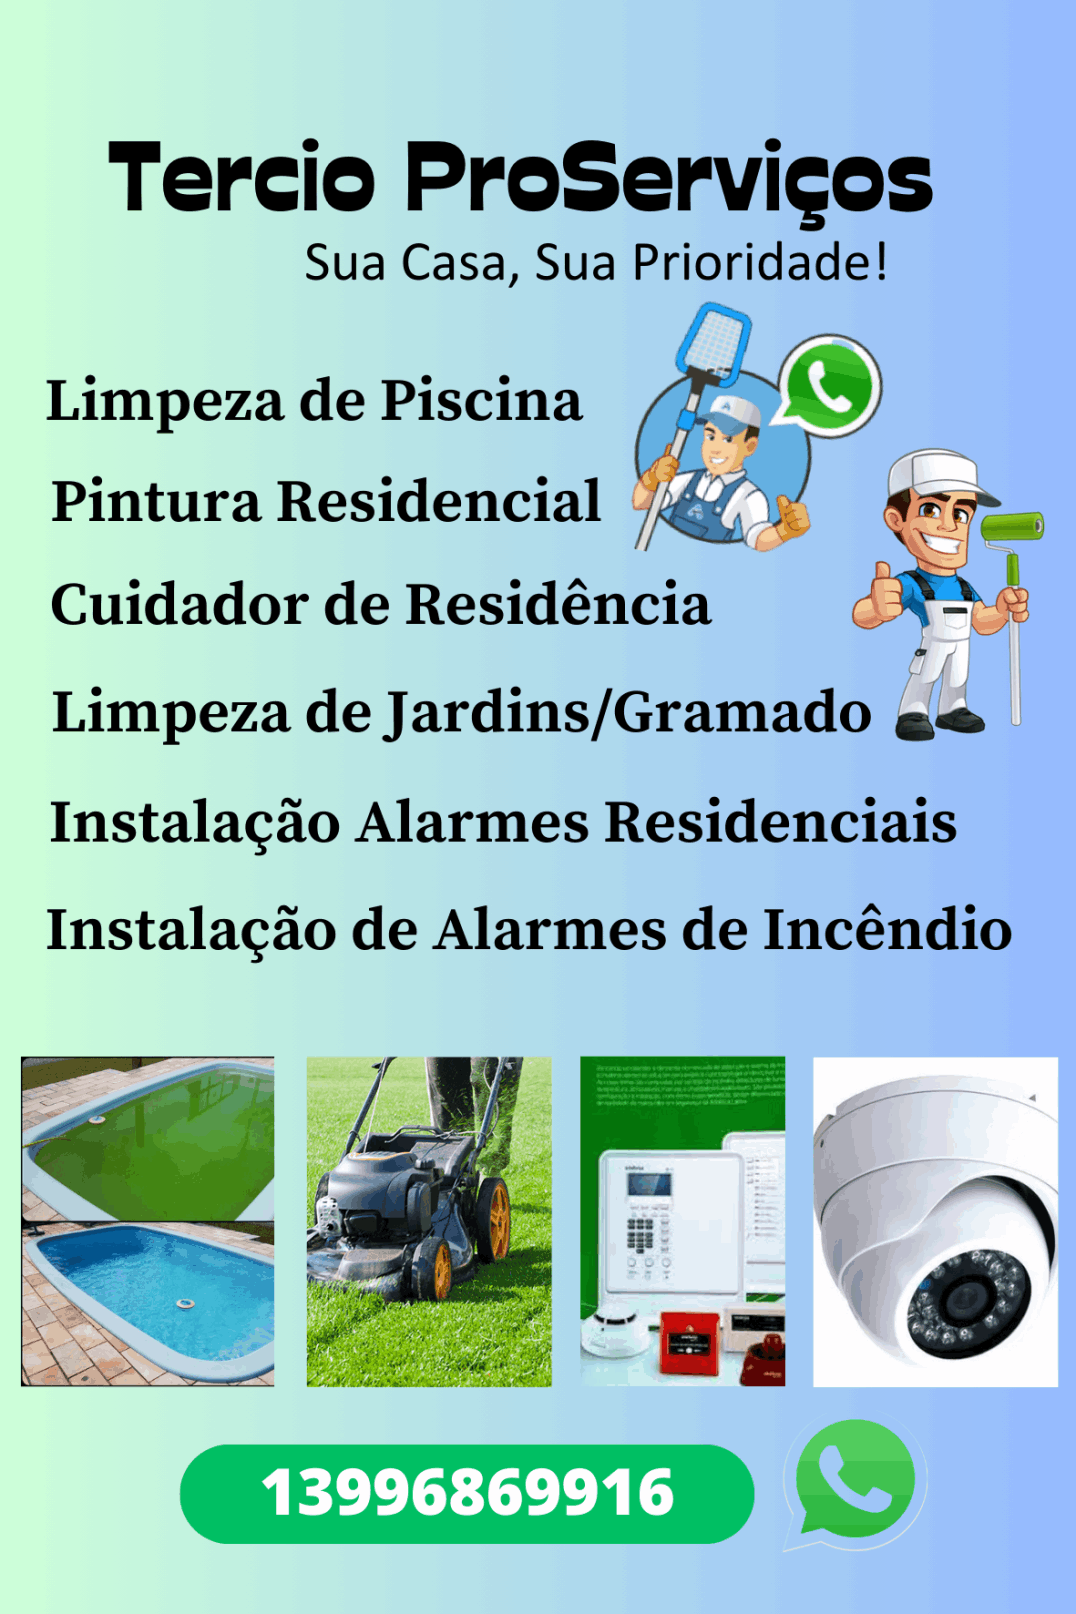 Tercio ProServiços
Sua Casa, Sua Prioridade!
Limpeza de Piscina
Pintura Residencial
Cuidador de Residência
Limpeza de Jardins/Gramado
Instalação Alarmes Residenciais
Instalação de Alarmes de Incêndio
13996869916